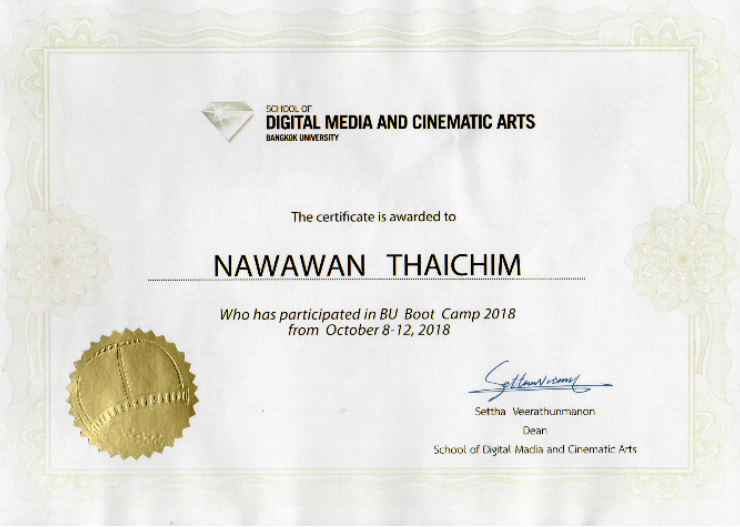 SCHOOL OF
DIGITAL MEDIA AND CINEMATIC ARTS
BANGKOK UNIVERSITY
The certificate is awarded to
NAWAWAN THAICHIM
Who has participated in BU Boot Camp 2018
from October 8-12, 2018
Settha Veerathunmanon
Dean
School of Digital Madia and Cinematic Arts